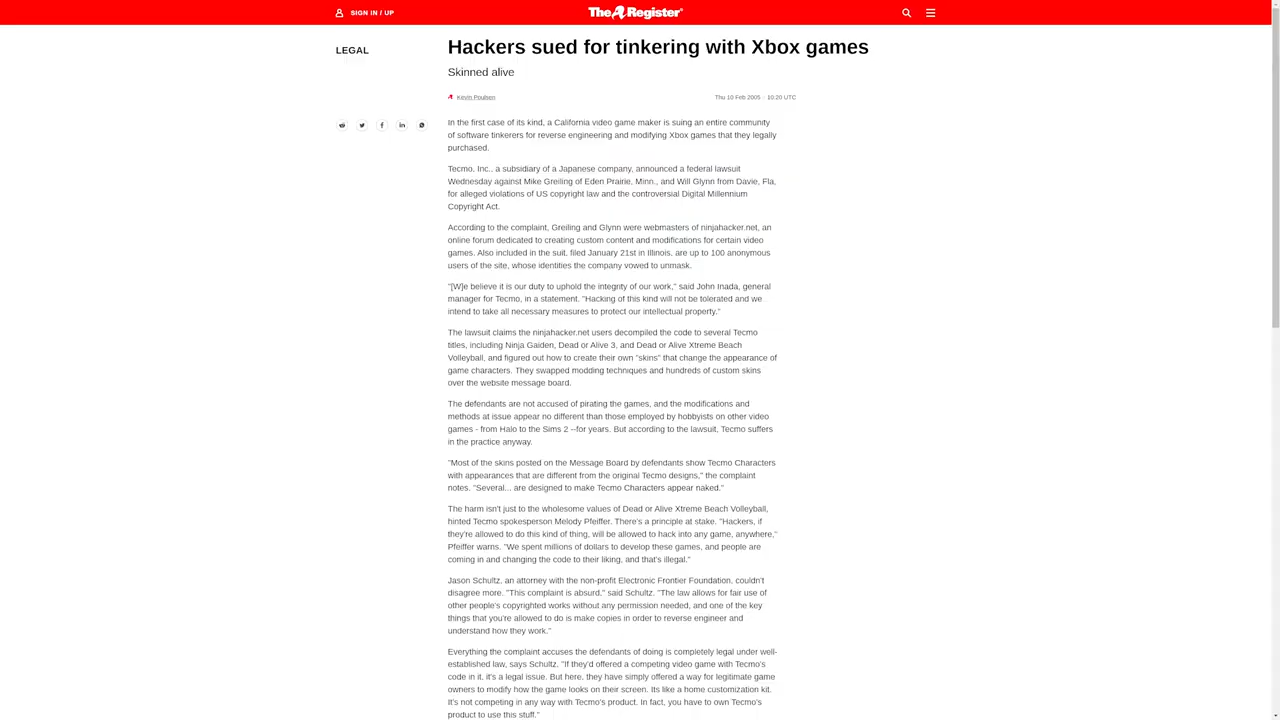 SIGN IN / UP
The Register®
LEGAL
Hackers sued for tinkering with Xbox games
Skinned alive
Kevin Poulsen
Thu 10 Feb 2005 · 10:20 UTC
In the first case of its kind, a California video game maker is suing an entire community
of software tinkerers for reverse engineering and modifying Xbox games that they legally
purchased.
Tecmo, Inc., a subsidiary of a Japanese company, announced a federal lawsuit
Wednesday against Mike Greiling of Eden Prairie, Minn., and Will Glynn from Davie, Fla,
for alleged violations of US copyright law and the controversial Digital Millennium
Copyright Act.
According to the complaint, Greiling and Glynn were webmasters of ninjahacker.net, an
online forum dedicated to creating custom content and modifications for certain video
games. Also included in the suit, filed January 21st in Illinois, are up to 100 anonymous
users of the site, whose identities the company vowed to unmask.
"[W]e believe it is our duty to uphold the integrity of our work," said John Inada, general
manager for Tecmo, in a statement. "Hacking of this kind will not be tolerated and we
intend to take all necessary measures to protect our intellectual property."
The lawsuit claims the ninjahacker.net users decompiled the code to several Tecmo
titles, including Ninja Gaiden, Dead or Alive 3, and Dead or Alive Xtreme Beach
Volleyball, and figured out how to create their own "skins" that change the appearance of
game characters. They swapped modding techniques and hundreds of custom skins
over the website message board.
The defendants are not accused of pirating the games, and the modifications and
methods at issue appear no different than those employed by hobbyists on other video
games - from Halo to the Sims 2 --for years. But according to the lawsuit, Tecmo suffers
in the practice anyway.
"Most of the skins posted on the Message Board by defendants show Tecmo Characters
with appearances that are different from the original Tecmo designs," the complaint
notes. "Several... are designed to make Tecmo Characters appear naked."
The harm isn't just to the wholesome values of Dead or Alive Xtreme Beach Volleyball,
hinted Tecmo spokesperson Melody Pfeiffer. There's a principle at stake. "Hackers, if
they're allowed to do this kind of thing, will be allowed to hack into any game, anywhere,"
Pfeiffer warns. "We spent millions of dollars to develop these games, and people are
coming in and changing the code to their liking, and that's illegal."
Jason Schultz, an attorney with the non-profit Electronic Frontier Foundation, couldn't
disagree more. "This complaint is absurd," said Schultz. "The law allows for fair use of
other people's copyrighted works without any permission needed, and one of the key
things that you're allowed to do is make copies in order to reverse engineer and
understand how they work."
Everything the complaint accuses the defendants of doing is completely legal under well-
established law, says Schultz. "If they'd offered a competing video game with Tecmo's
code in it, it's a legal issue. But here, they have simply offered a way for legitimate game
owners to modify how the game looks on their screen. Its like a home customization kit.
It's not competing in any way with Tecmo's product. In fact, you have to own Tecmo's
product to use this stuff."